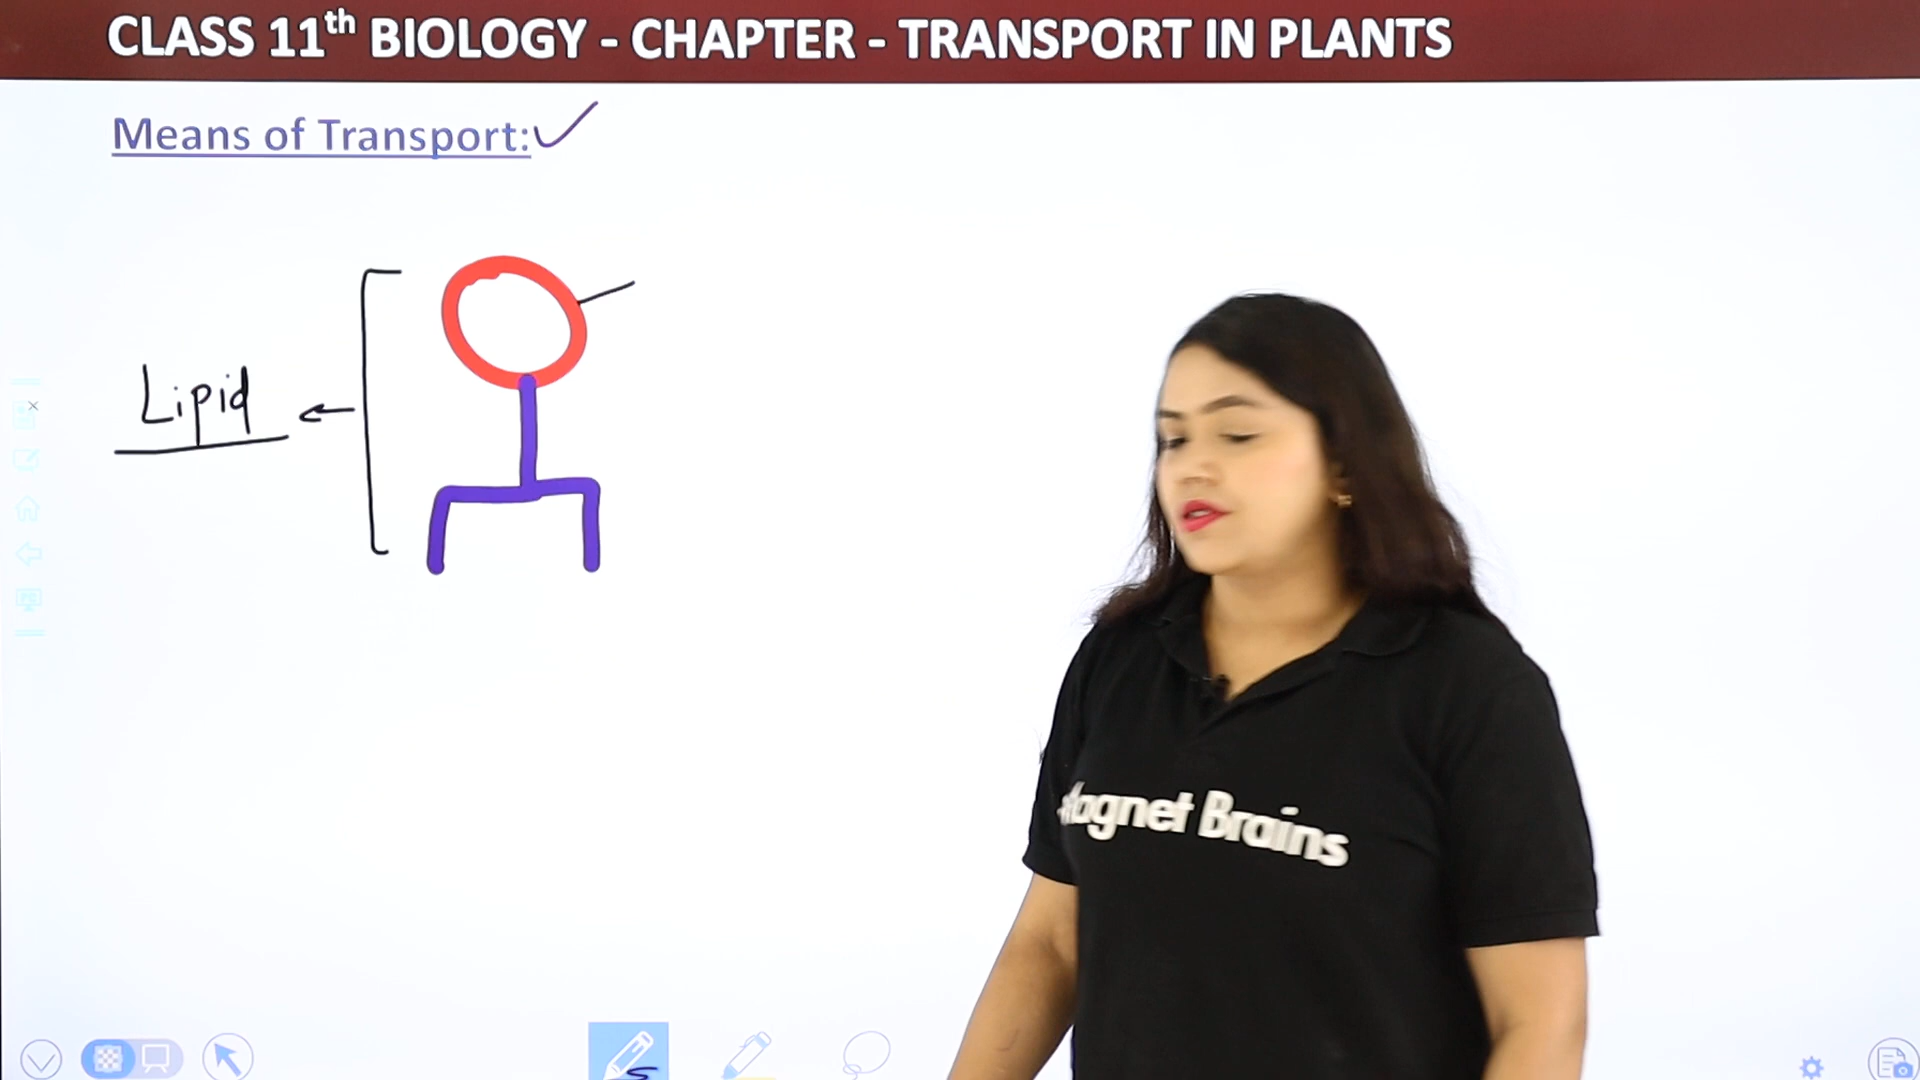 CLASS 11th BIOLOGY - CHAPTER - TRANSPORT IN PLANTS
Means of Transport:
Lipid
Magnet Brains